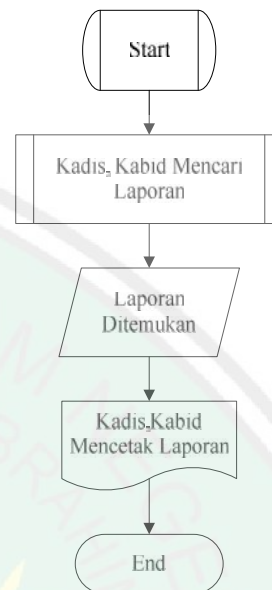 Start
Kadis, Kabid Mencari
Laporan
Laporan
Ditemukan
Kadis,Kabid
Mencetak Laporan
End